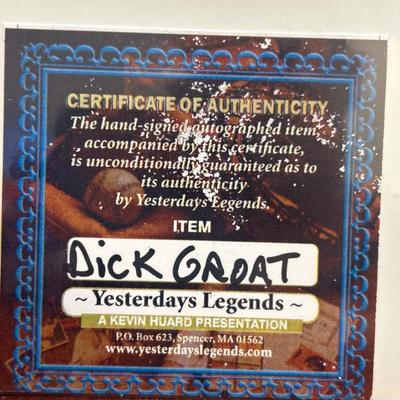 CERTIFICATE OF AUTHENTICITY
The hand-signed autographed item,
accompanied by this certificate,
is unconditionally guaranteed as to
its authenticity
by Yesterdays Legends.
ITEM
DICK GROAT
~ Yesterdays Legends ~
A KEVIN HUARD PRESENTATION
P.O. Box 623, Spencer, MA 01562
www.yesterdayslegends.com